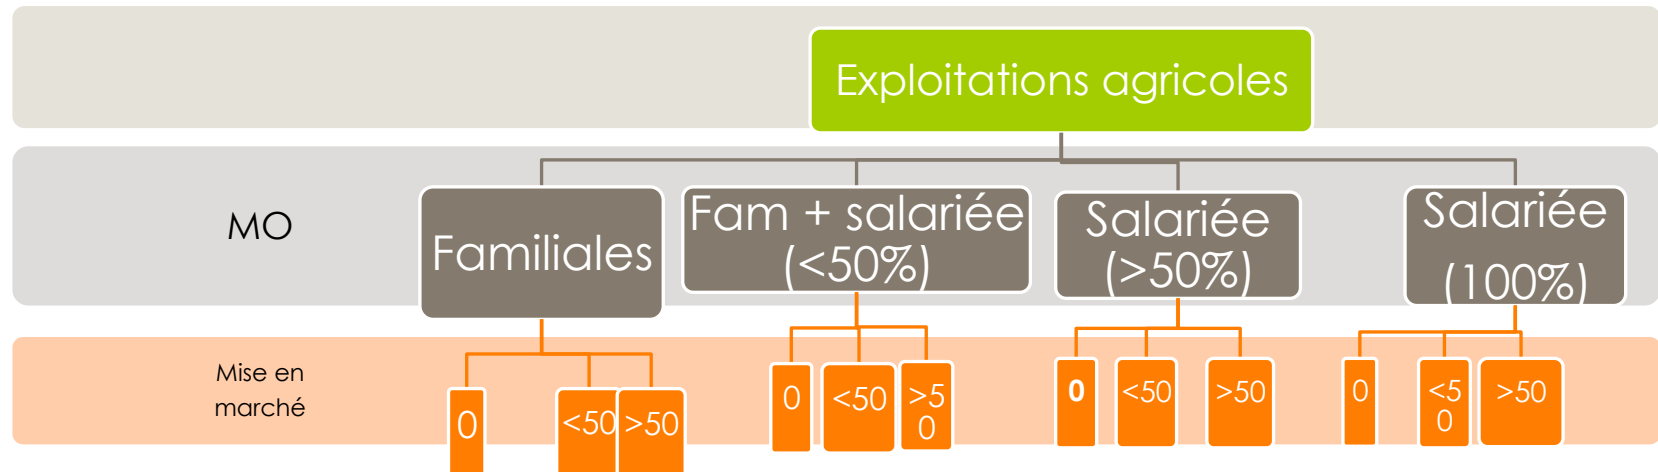 Exploitations agricoles
MO
Familiales
Fam + salariée
(<50%)
Salariée
(>50%)
Salariée
(100%)
Mise en
marché
0
<50
>50
0
<50
>5
0
0
<50
>50
0
<5
0
>50